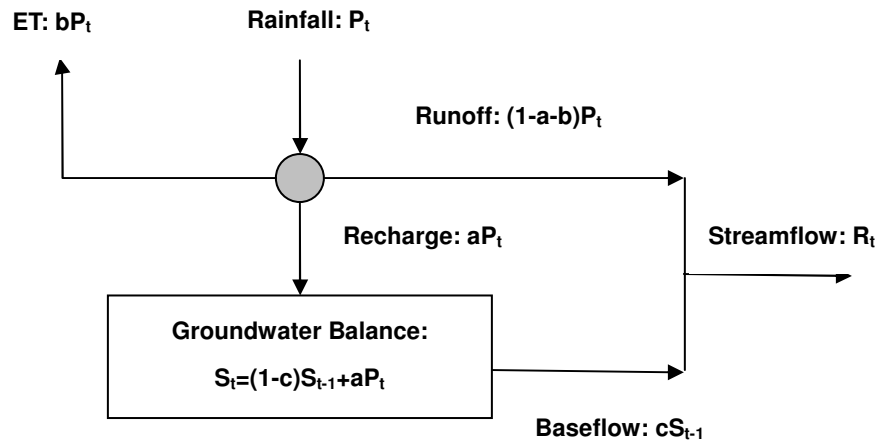 ET: bPt
Rainfall: Pt
Runoff: (1-a-b)Pt
Recharge: aPt
Streamflow: Rt
Groundwater Balance:
St=(1-c)St-1+aPt
Baseflow: cSt-1